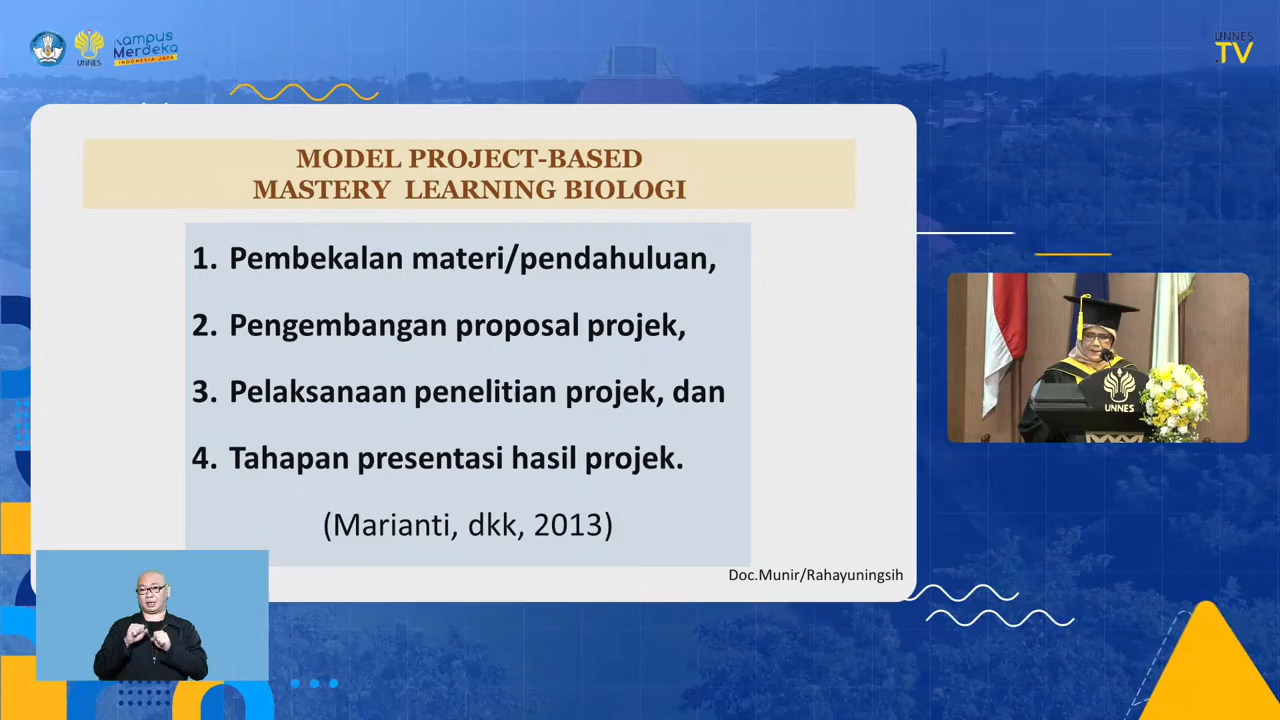 UNNES
Kampus
Merdeka
INDONESIA JAYA
UNNES
TV
MODEL PROJECT-BASED
MASTERY LEARNING BIOLOGI
1. Pembekalan materi/pendahuluan,
2. Pengembangan proposal projek,
3. Pelaksanaan penelitian projek, dan
4. Tahapan presentasi hasil projek.
(Marianti, dkk, 2013)
Doc.Munir/Rahayuningsih
UNNES